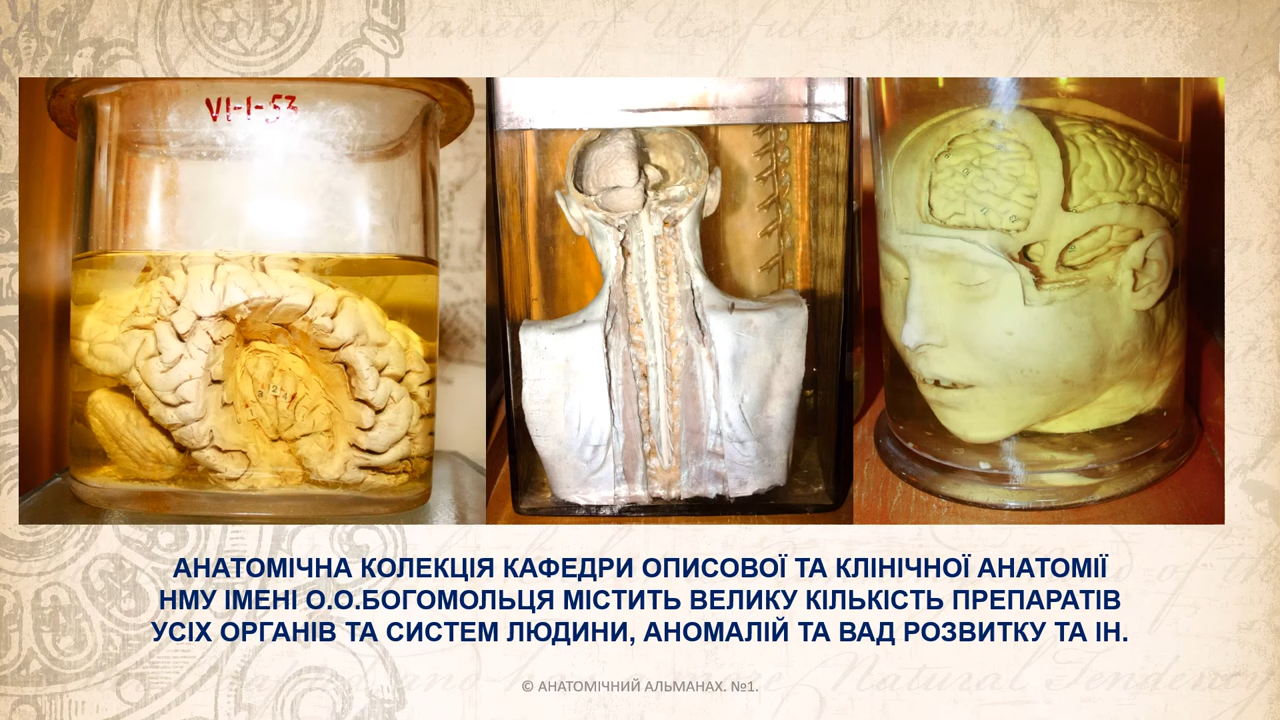 VI-I-53
АНАТОМІЧНА КОЛЕКЦІЯ КАФЕДРИ ОПИСОВОЇ ТА КЛІНІЧНОЇ АНАТОМІЇ
НМУ ІМЕНІ О.О.БОГОМОЛЬЦЯ МІСТИТЬ ВЕЛИКУ КІЛЬКІСТЬ ПРЕПАРАТІВ
УСІХ ОРГАНІВ ТА СИСТЕМ ЛЮДИНИ, АНОМАЛІЙ ТА ВАД РОЗВИТКУ ТА ІН.
© АНАТОМІЧНИЙ АЛЬМАНАХ. №1.